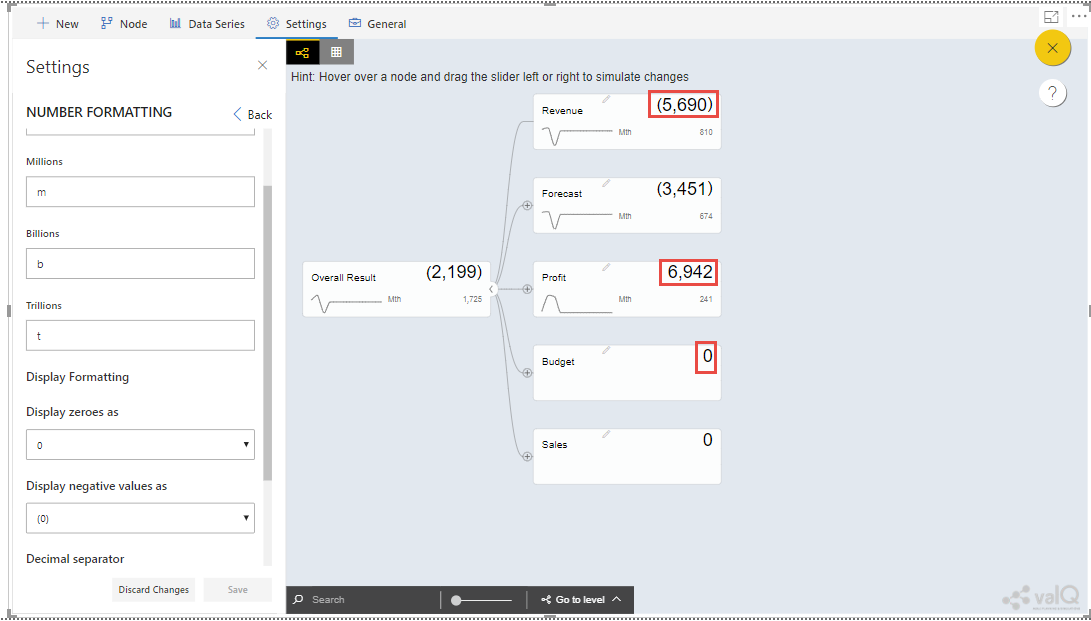 New Node Data Series Settings General
Settings
NUMBER FORMATTING
Back
Millions
m
Billions
b
Trillions
t
Display Formatting
Display zeroes as
0
Display negative values as
(0)
Decimal separator
Discard Changes Save
Hint: Hover over a node and drag the slider left or right to simulate changes
Overall Result (2,199)
Mth 1,725
Revenue (5,690)
Mth 810
Forecast (3,451)
Mth 674
Profit 6,942
Mth 241
Budget 0
Sales 0
Search Go to level
?
valQ